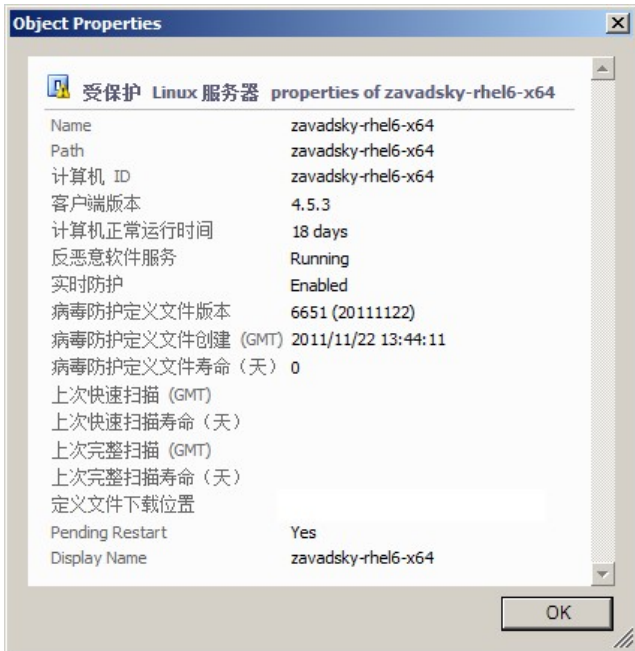 Object Properties
受保护 Linux 服务器 properties of zavadsky-rhel6-x64
Name zavadsky-rhel6-x64
Path zavadsky-rhel6-x64
计算机 ID zavadsky-rhel6-x64
客户端版本 4.5.3
计算机正常运行时间 18 days
反恶意软件服务 Running
实时防护 Enabled
病毒防护定义文件版本 6651 (20111122)
病毒防护定义文件创建 (GMT) 2011/11/22 13:44:11
病毒防护定义文件寿命（天） 0
上次快速扫描 (GMT)
上次快速扫描寿命（天）
上次完整扫描 (GMT)
上次完整扫描寿命（天）
定义文件下载位置
Pending Restart Yes
Display Name zavadsky-rhel6-x64
OK